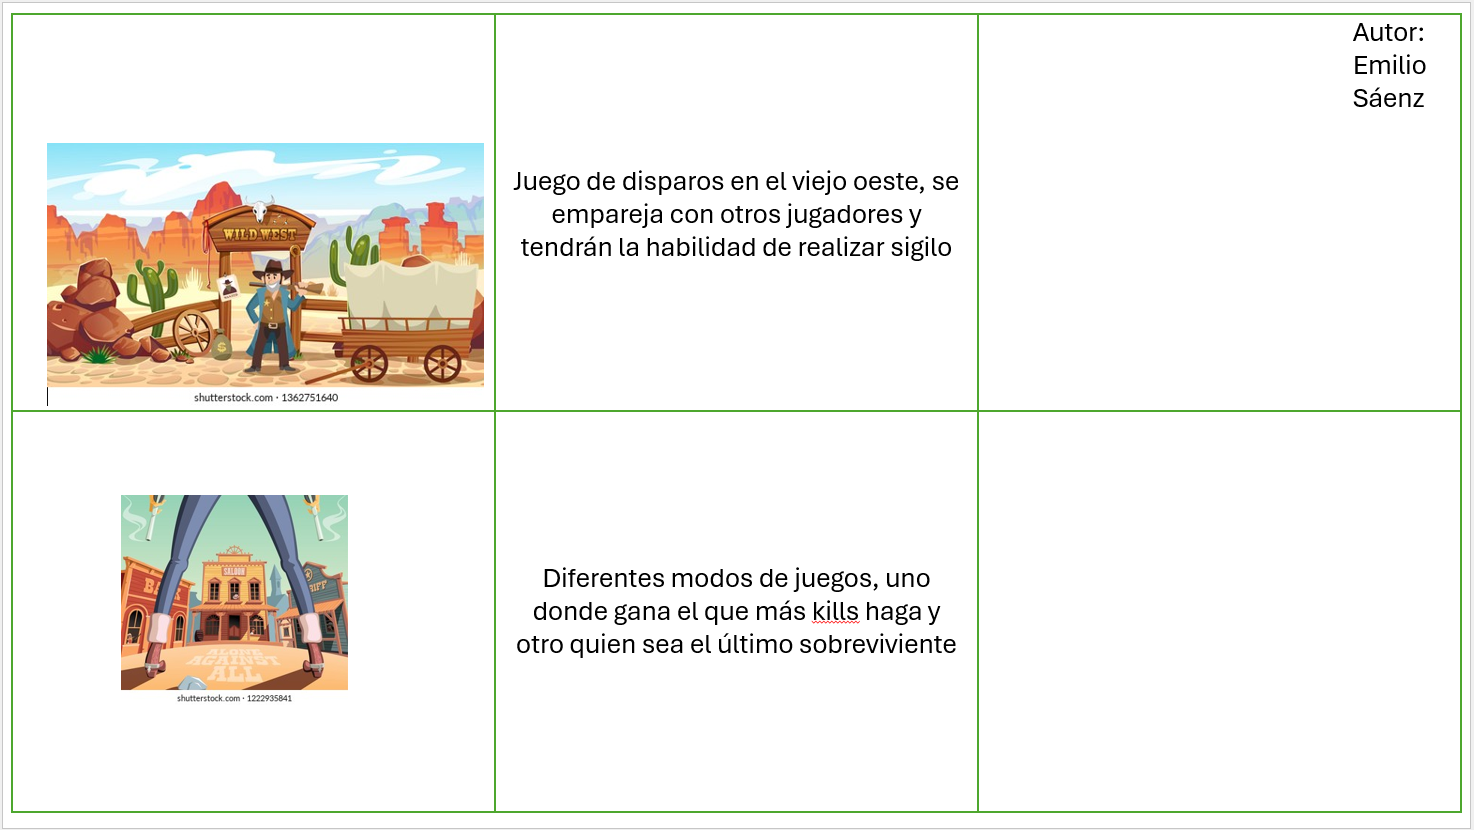 WILD WEST
WANTED
shutterstock.com · 1362751640
Juego de disparos en el viejo oeste, se
empareja con otros jugadores y
tendrán la habilidad de realizar sigilo
Autor:
Emilio
Sáenz
SALOON
ALONE
AGAINST
ALL
shutterstock.com · 1222935841
Diferentes modos de juegos, uno
donde gana el que más kills haga y
otro quien sea el último sobreviviente